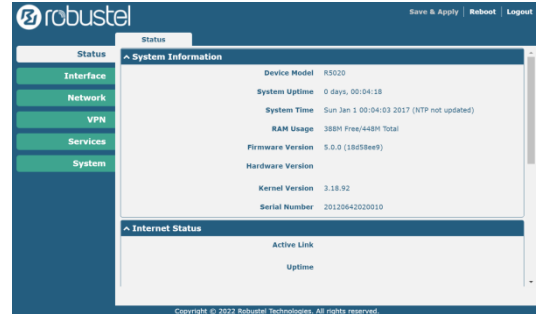 robustel
Save & Apply | Reboot | Logout
Status
Status
Interface
Network
VPN
Services
System
System Information
Device Model R5020
System Uptime 0 days, 00:04:18
System Time Sun Jan 1 00:04:03 2017 (NTP not updated)
RAM Usage 388M Free/448M Total
Firmware Version 5.0.0 (18d58ee9)
Hardware Version
Kernel Version 3.18.92
Serial Number 20120642020010
Internet Status
Active Link
Uptime
Copyright © 2022 Robustel Technologies. All rights reserved.